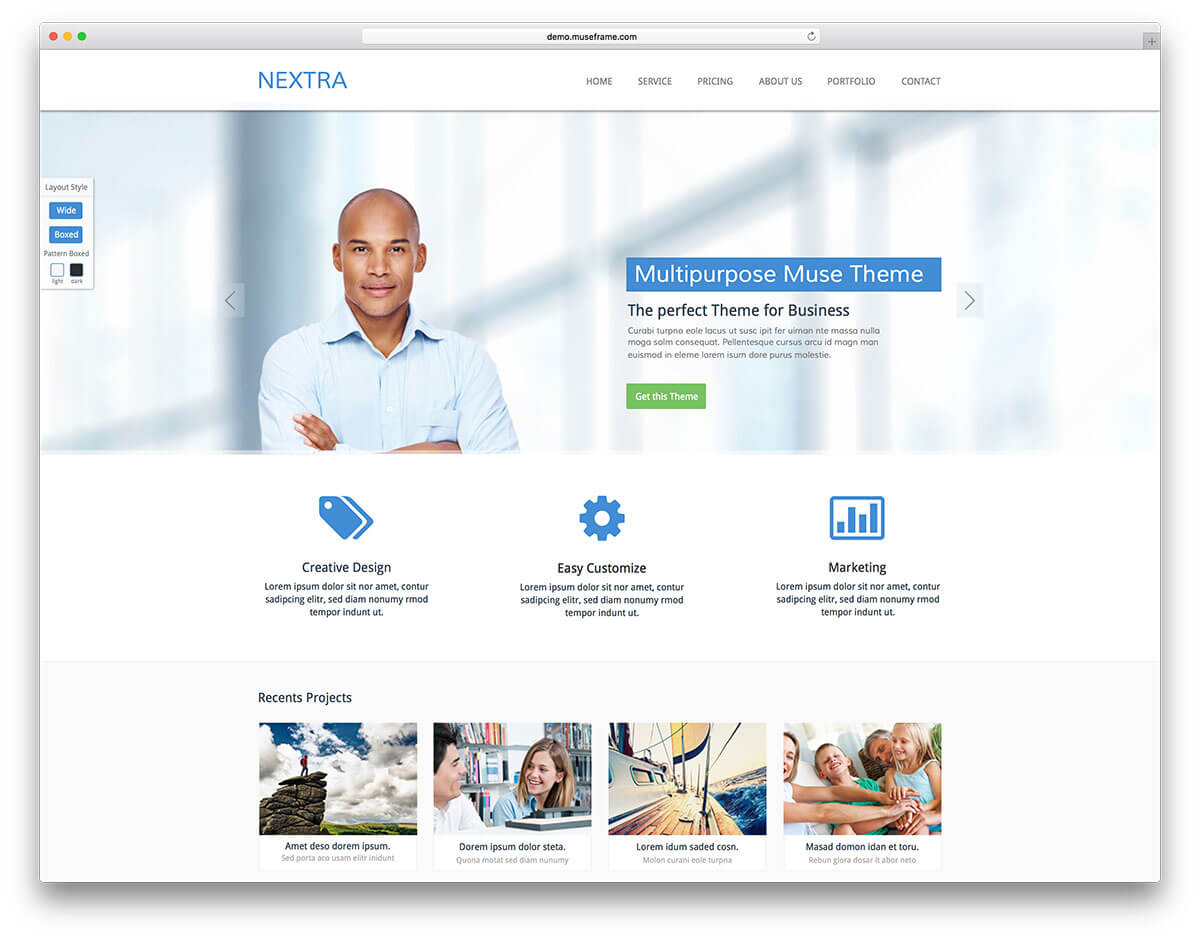 demo.museframe.com
NEXTRA
HOME
SERVICE
PRICING
ABOUT US
PORTFOLIO
CONTACT
Layout Style
Wide
Boxed
Pattern Boxed
light
dark
Multipurpose Muse Theme
The perfect Theme for Business
Curabi turpno eole lacus ut susc ipit fer uiman nte massa nulla
moga solm consequat. Pellentesque cursus arcu id magn man
euismod in eleme lorem isum dore purus molestie.
Get this Theme
Creative Design
Lorem ipsum dolor sit nor amet, contur
sadipcing elitr, sed diam nonumy rmod
tempor indunt ut.
Easy Customize
Lorem ipsum dolor sit nor amet, contur
sadipcing elitr, sed diam nonumy rmod
tempor indunt ut.
Marketing
Lorem ipsum dolor sit nor amet, contur
sadipcing elitr, sed diam nonumy rmod
tempor indunt ut.
Recents Projects
Amet deso dorem ipsum.
Sed porta aco usam elitr inidunt
Dorem ipsum dolor steta.
Quona motat sed diam nunumy
Lorem idum saded cosn.
Molon curani eole turpna
Masad domon idan et toru.
Rebun glora dosar it abor neto